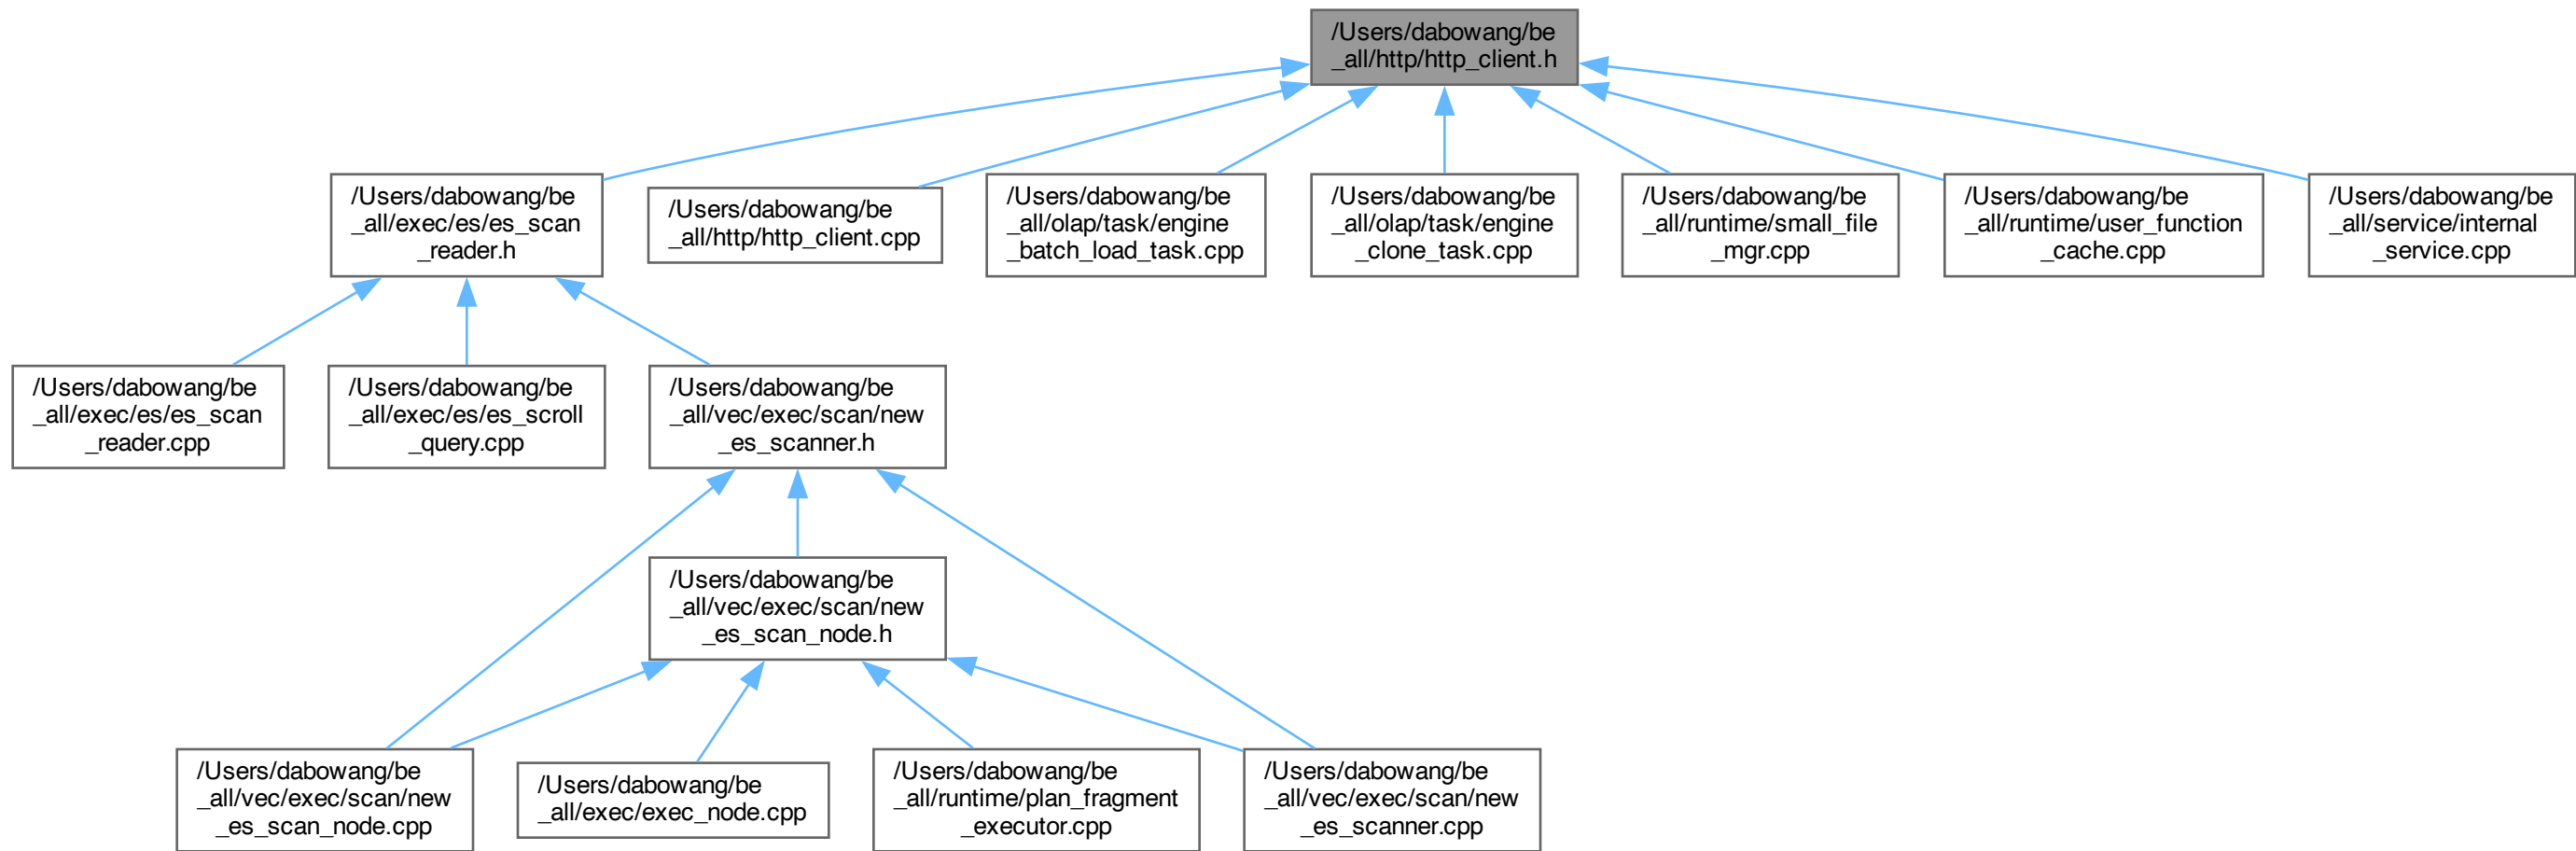 /Users/dabowang/be
_all/http/http_client.h
/Users/dabowang/be
_all/exec/es/es_scan
_reader.h
/Users/dabowang/be
_all/http/http_client.cpp
/Users/dabowang/be
_all/olap/task/engine
_batch_load_task.cpp
/Users/dabowang/be
_all/olap/task/engine
_clone_task.cpp
/Users/dabowang/be
_all/runtime/small_file
_mgr.cpp
/Users/dabowang/be
_all/runtime/user_function
_cache.cpp
/Users/dabowang/be
_all/service/internal
_service.cpp
/Users/dabowang/be
_all/exec/es/es_scan
_reader.cpp
/Users/dabowang/be
_all/exec/es/es_scroll
_query.cpp
/Users/dabowang/be
_all/vec/exec/scan/new
_es_scanner.h
/Users/dabowang/be
_all/vec/exec/scan/new
_es_scan_node.h
/Users/dabowang/be
_all/vec/exec/scan/new
_es_scan_node.cpp
/Users/dabowang/be
_all/exec/exec_node.cpp
/Users/dabowang/be
_all/runtime/plan_fragment
_executor.cpp
/Users/dabowang/be
_all/vec/exec/scan/new
_es_scanner.cpp